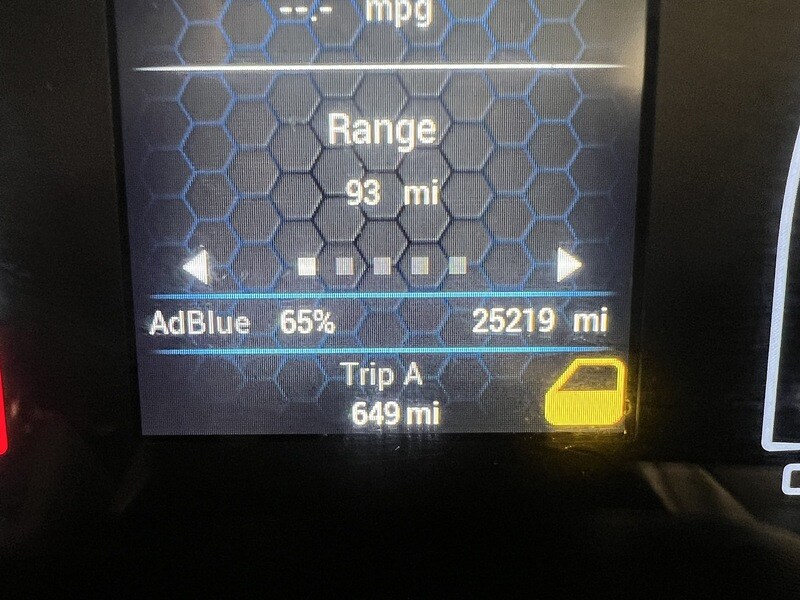 --.- mpg
Range
93 mi
AdBlue 65% 25219 mi
Trip A
649 mi